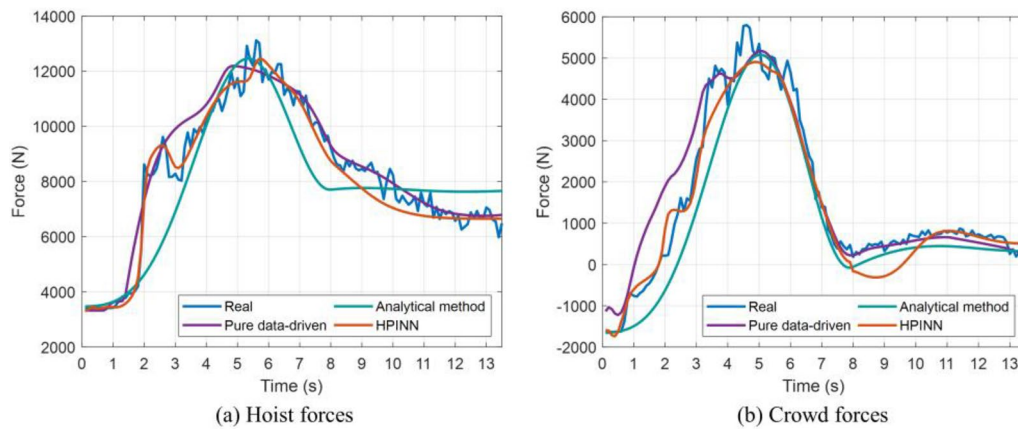 14000
12000
10000
8000
6000
4000
2000
Force (N)
Real
Analytical method
Pure data-driven
HPINN
0 1 2 3 4 5 6 7 8 9 10 11 12 13
Time (s)
(a) Hoist forces
6000
5000
4000
3000
2000
1000
0
-1000
-2000
Force (N)
Real
Analytical method
Pure data-driven
HPINN
0 1 2 3 4 5 6 7 8 9 10 11 12 13
Time (s)
(b) Crowd forces